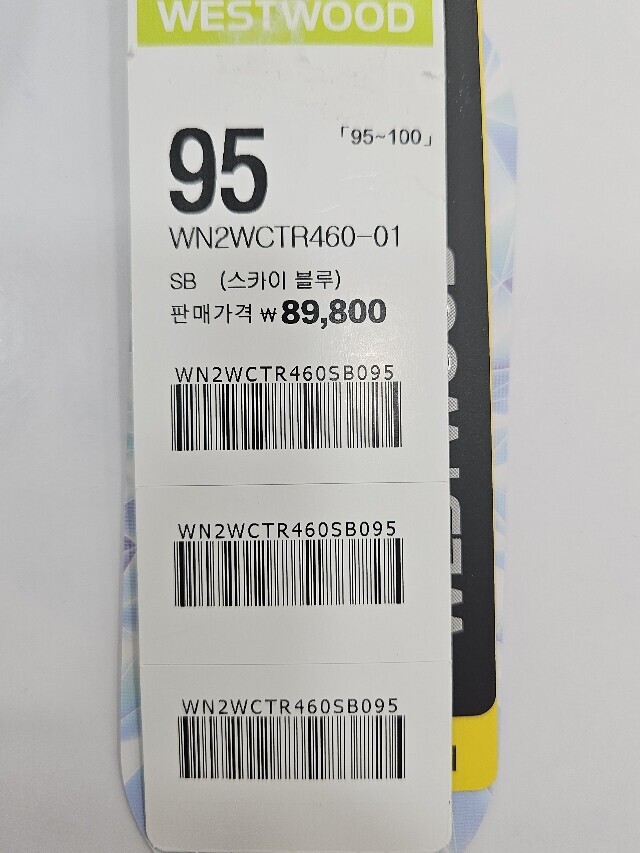 WESTWOOD
95 「95~100」
WN2WCTR460-01
SB (스카이 블루)
판매가격 ₩89,800
WN2WCTR460SB095
WN2WCTR460SB095
WN2WCTR460SB095
WESTWOOD